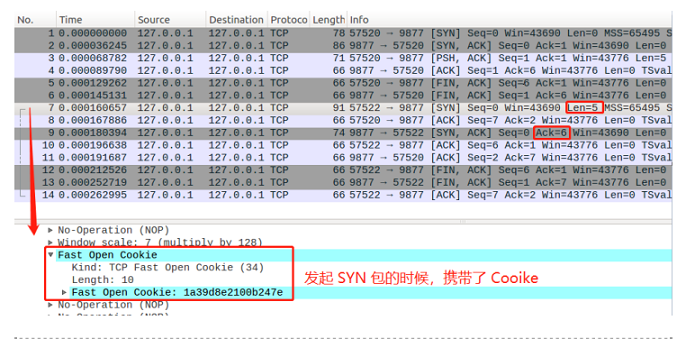 No. Time Source Destination Protoco Length Info
1 0.000000000 127.0.0.1 127.0.0.1 TCP 78 57520 → 9877 [SYN] Seq=0 Win=43690 Len=0 MSS=65495 S
2 0.000036245 127.0.0.1 127.0.0.1 TCP 86 9877 → 57520 [SYN, ACK] Seq=0 Ack=1 Win=43690 Len=0
3 0.000068782 127.0.0.1 127.0.0.1 TCP 71 57520 → 9877 [PSH, ACK] Seq=1 Ack=1 Win=43776 Len=5
4 0.000089790 127.0.0.1 127.0.0.1 TCP 66 9877 → 57520 [ACK] Seq=1 Ack=6 Win=43776 Len=0 TSval
5 0.000129262 127.0.0.1 127.0.0.1 TCP 66 57520 → 9877 [FIN, ACK] Seq=6 Ack=1 Win=43776 Len=0
6 0.000145131 127.0.0.1 127.0.0.1 TCP 66 9877 → 57520 [FIN, ACK] Seq=1 Ack=6 Win=43776 Len=0
7 0.000160657 127.0.0.1 127.0.0.1 TCP 91 57522 → 9877 [SYN] Seq=0 Win=43690 Len=5 MSS=65495 S
8 0.000167886 127.0.0.1 127.0.0.1 TCP 66 57520 → 9877 [ACK] Seq=7 Ack=2 Win=43776 Len=0 TSval
9 0.000180394 127.0.0.1 127.0.0.1 TCP 74 9877 → 57522 [SYN, ACK] Seq=0 Ack=6 Win=43690 Len=0
10 0.000196638 127.0.0.1 127.0.0.1 TCP 66 57522 → 9877 [ACK] Seq=6 Ack=1 Win=43776 Len=0 TSval
11 0.000191687 127.0.0.1 127.0.0.1 TCP 66 9877 → 57520 [ACK] Seq=2 Ack=7 Win=43776 Len=0 TSval
12 0.000212526 127.0.0.1 127.0.0.1 TCP 66 57522 → 9877 [FIN, ACK] Seq=6 Ack=1 Win=43776 Len=0
13 0.000252719 127.0.0.1 127.0.0.1 TCP 66 9877 → 57522 [FIN, ACK] Seq=1 Ack=7 Win=43776 Len=0
14 0.000262995 127.0.0.1 127.0.0.1 TCP 66 57522 → 9877 [ACK] Seq=7 Ack=2 Win=43776 Len=0 TSval
No-Operation (NOP)
Window scale: 7 (multiply by 128)
Fast Open Cookie
Kind: TCP Fast Open Cookie (34)
Length: 10
Fast Open Cookie: 1a39d8e2100b247e
发起 SYN 包的时候，携带了 Cooike
No-Operation (NOP)